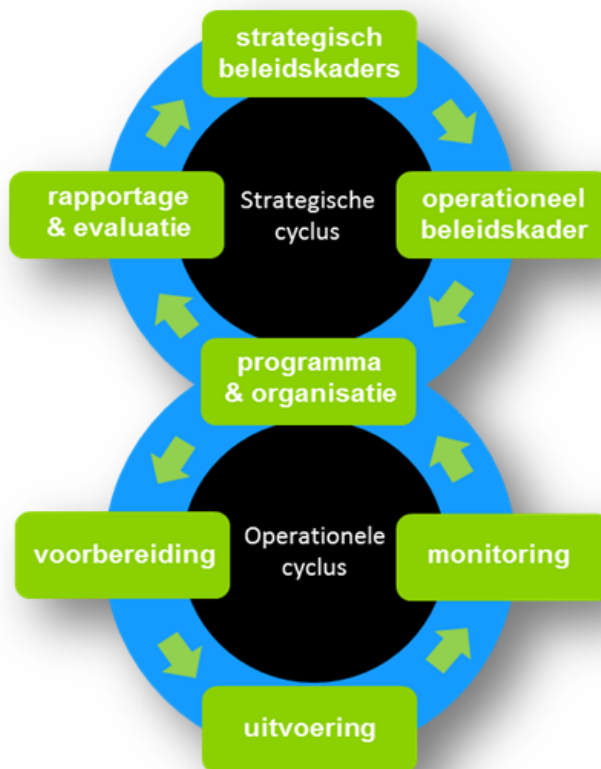 strategisch
beleidskaders
rapportage
& evaluatie
Strategische
cyclus
operationeel
beleidskader
programma
& organisatie
voorbereiding
Operationele
cyclus
monitoring
uitvoering